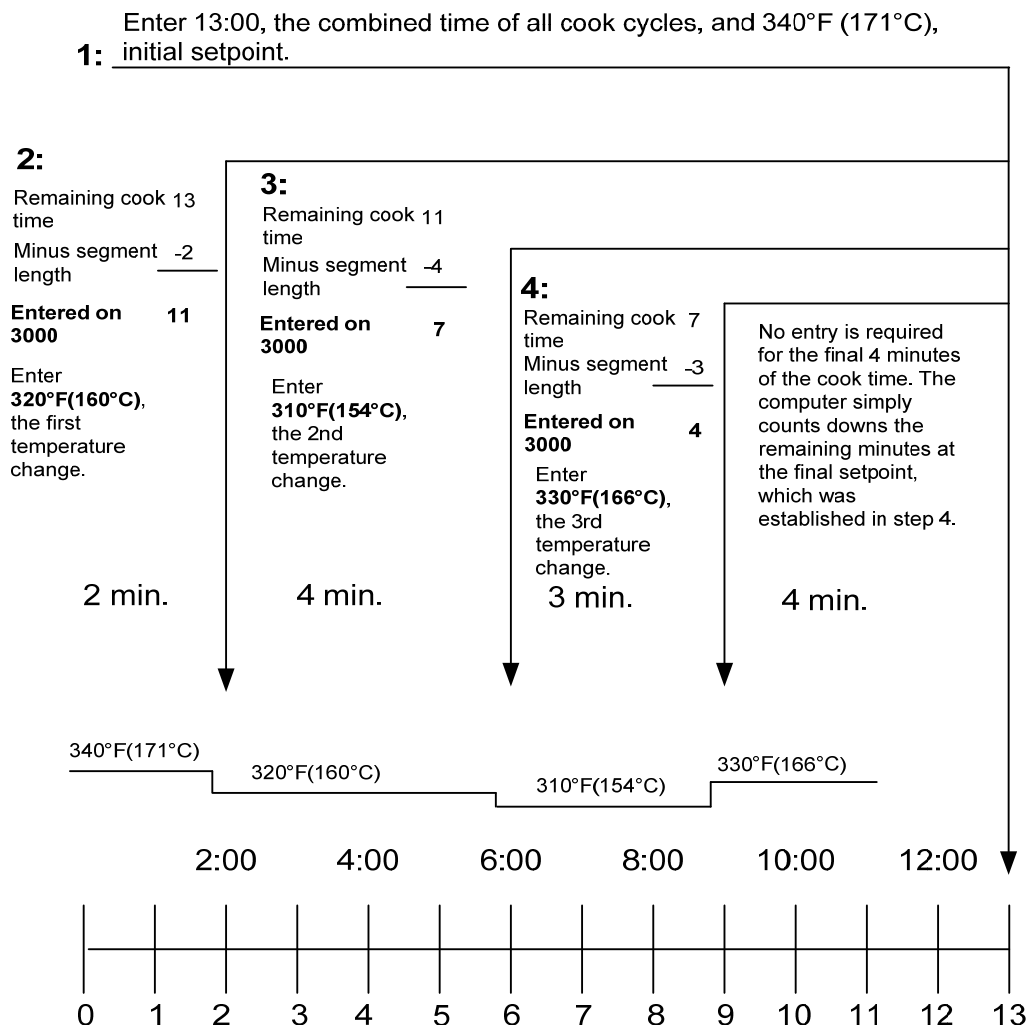 Enter 13:00, the combined time of all cook cycles, and 340°F (171°C),
1: initial setpoint.
2:
Remaining cook 13
time
Minus segment -2
length
Entered on 11
3000
Enter
320°F(160°C),
the first
temperature
change.
3:
Remaining cook 11
time
Minus segment -4
length
Entered on 7
3000
Enter
310°F(154°C),
the 2nd
temperature
change.
4:
Remaining cook 7
time
Minus segment -3
length
Entered on 4
3000
Enter
330°F(166°C),
the 3rd
temperature
change.
No entry is required
for the final 4 minutes
of the cook time. The
computer simply
counts downs the
remaining minutes at
the final setpoint,
which was
established in step 4.
2 min. 4 min. 3 min. 4 min.
340°F(171°C)
320°F(160°C)
310°F(154°C)
330°F(166°C)
2:00 4:00 6:00 8:00 10:00 12:00
0 1 2 3 4 5 6 7 8 9 10 11 12 13